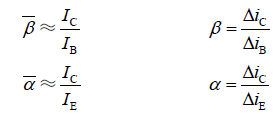 β̅ ≈ I_C / I_B    β = Δi_C / Δi_B
α̅ ≈ I_C / I_E    α = Δi_C / Δi_E